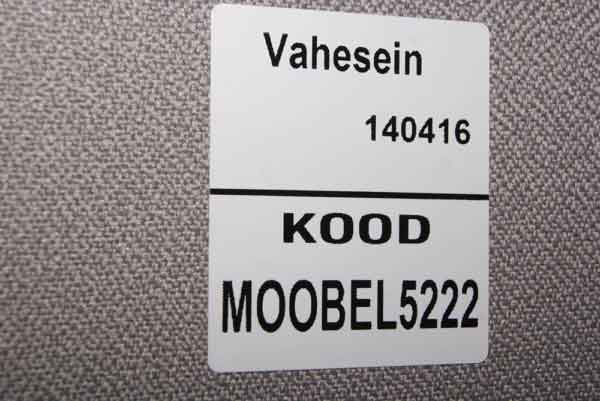 Vahesein
140416
KOOD
MOOBEL5222